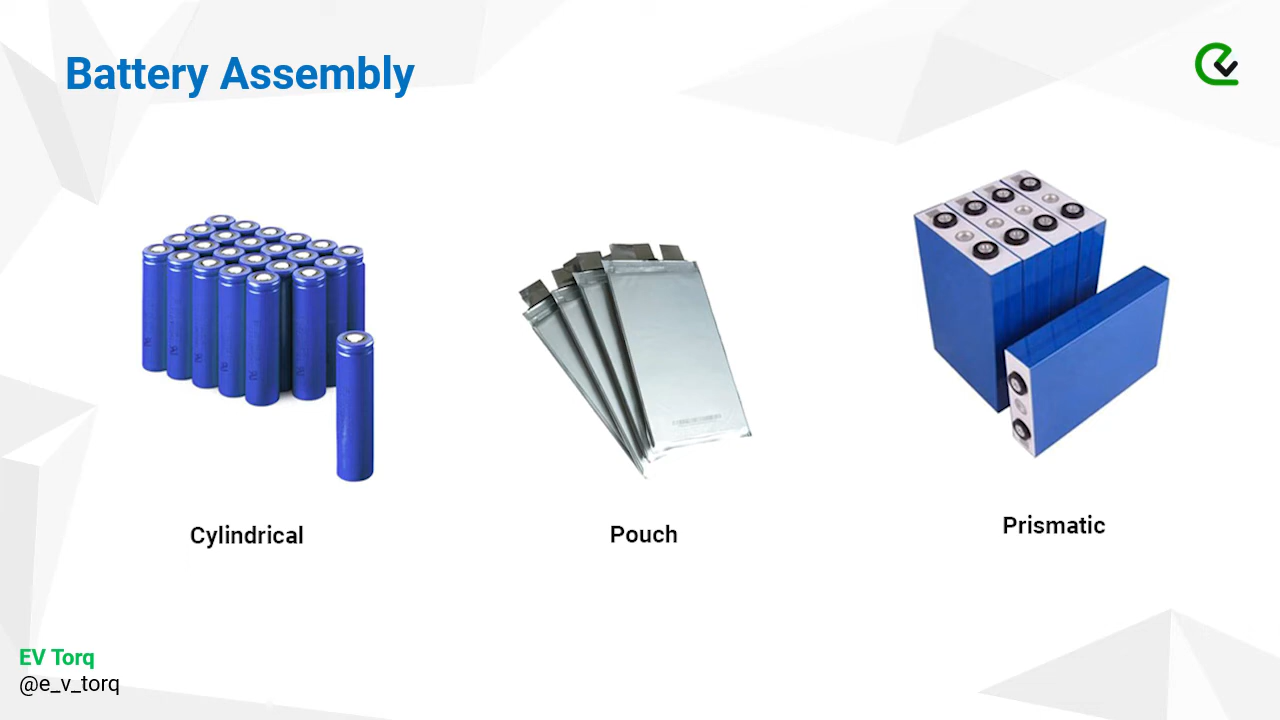 Battery Assembly
Cylindrical
Pouch
Prismatic
EV Torq
@e_v_torq